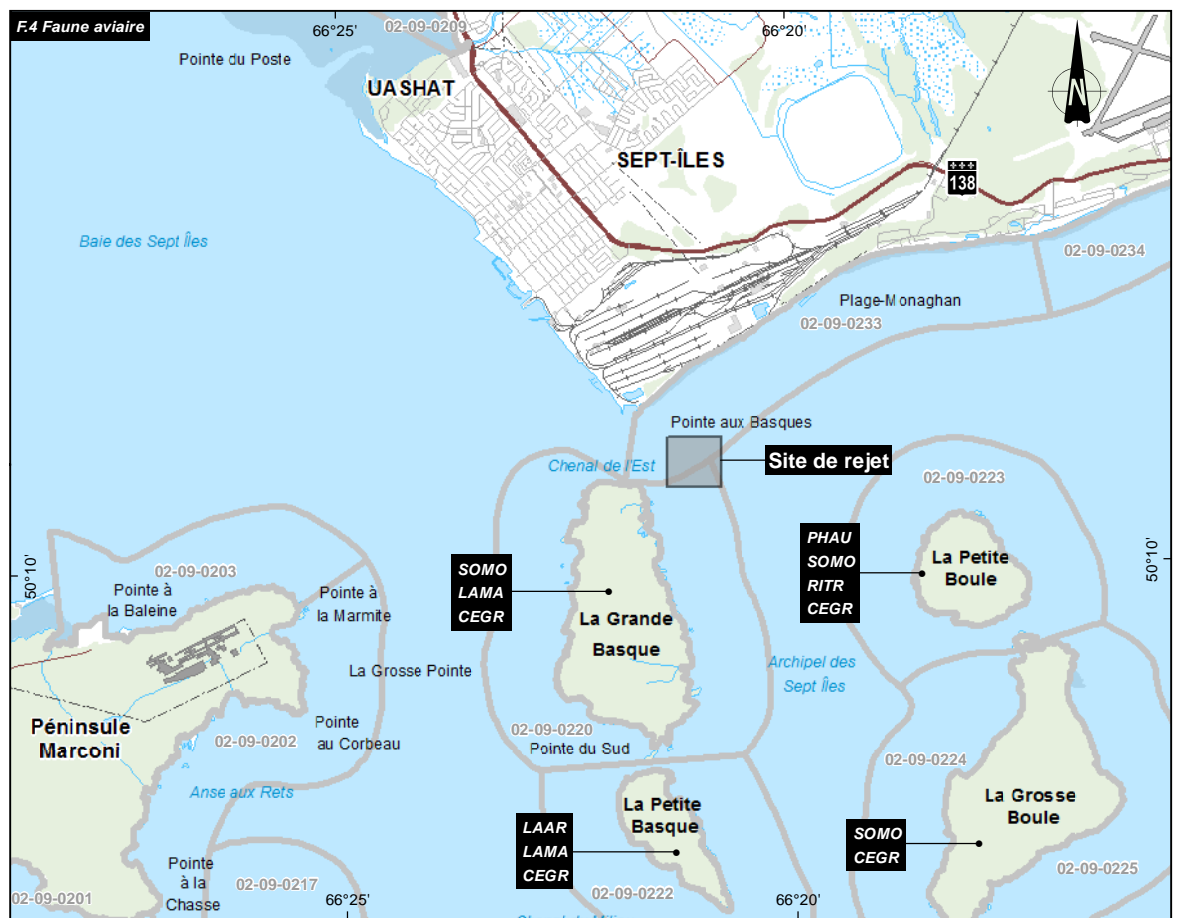 F.4 Faune aviaire
66°25'
02-09-0209
66°20'
Pointe du Poste
UASHAT
N
SEPT-ÎLES
138
Baie des Sept Îles
02-09-0234
Plage-Monaghan
02-09-0233
Pointe aux Basques
Chenal de l'Est
Site de rejet
02-09-0223
PHAU
SOMO
RITR
CEGR
La Petite
Boule
50°10'
50°10'
02-09-0203
Pointe à
la Baleine
Pointe à
la Marmite
SOMO
LAMA
CEGR
La Grande
Basque
La Grosse Pointe
Archipel des
Sept Îles
Péninsule
Marconi
02-09-0202
Pointe
au Corbeau
02-09-0220
Pointe du Sud
02-09-0224
Anse aux Rets
La Petite
Basque
La Grosse
Boule
LAAR
LAMA
CEGR
SOMO
CEGR
Pointe
à la
Chasse
02-09-0217
02-09-0201
02-09-0222
02-09-0225
66°25'
66°20'